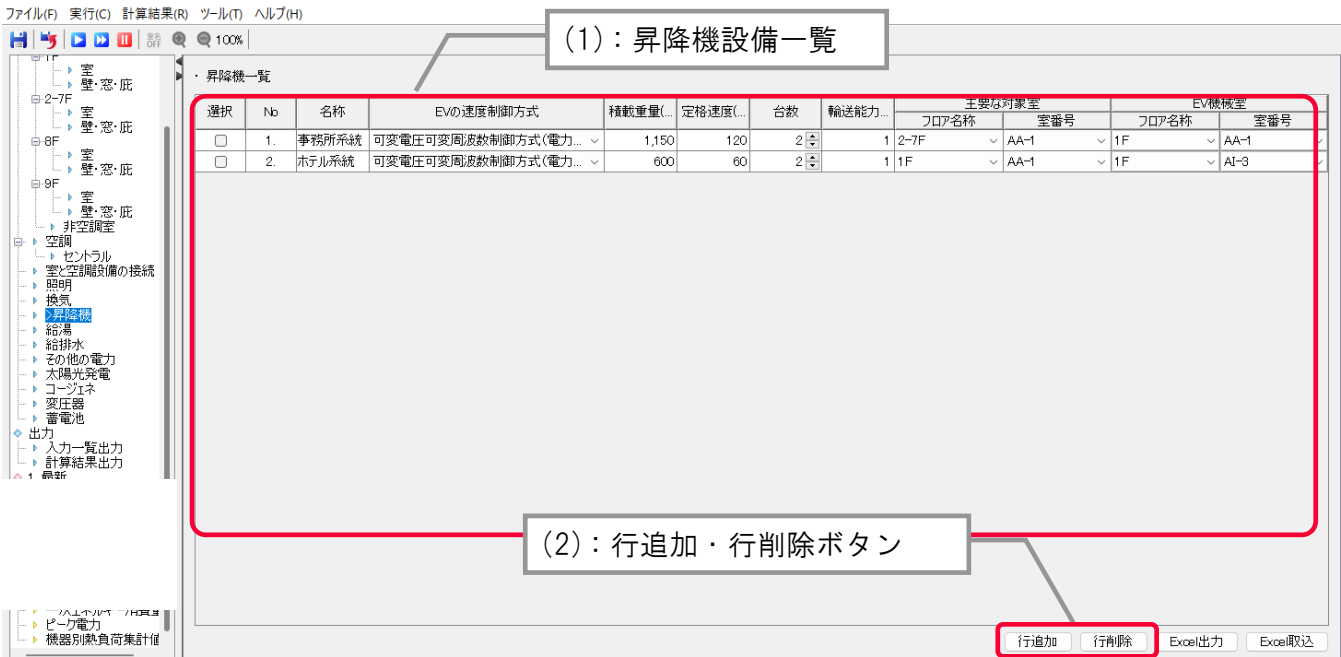 ファイル(F) 実行(C) 計算結果(R) ツール(T) ヘルプ(H)
100%
(1)：昇降機設備一覧
1F
室
壁・窓・庇
2-7F
室
壁・窓・庇
8F
室
壁・窓・庇
9F
室
壁・窓・庇
非空調室
空調
セントラル
室と空調設備の接続
照明
換気
>昇降機
給湯
給排水
その他の電力
太陽光発電
コージェネ
変圧器
蓄電池
出力
入力一覧出力
計算結果出力
1 最新
ピーク電力
機器別熱負荷集計値
・昇降機一覧
選択 No 名称 EVの速度制御方式 積載重量(... 定格速度(... 台数 輸送能力... 主要な対象室 EV機械室
フロア名称 室番号 フロア名称 室番号
1. 事務所系統 可変電圧可変周波数制御方式(電力... 1,150 120 2 1 2-7F AA-1 1F AA-1
2. ホテル系統 可変電圧可変周波数制御方式(電力... 600 60 2 1 1F AA-1 1F AI-3
(2)：行追加・行削除ボタン
行追加 行削除 Excel出力 Excel取込